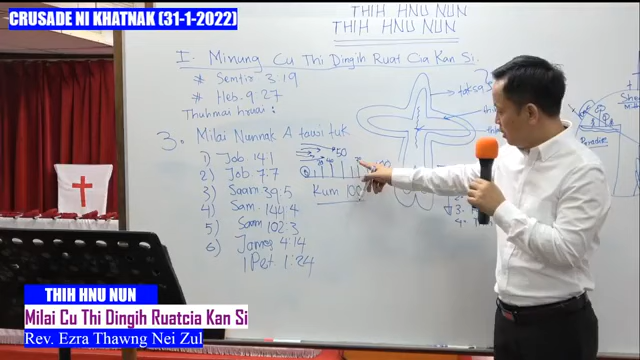 CRUSADE NI KHATNAK (31-1-2022)
THIH HNU NUN
THIH HNU NUN
I. Minung Cu Thi Dingih Ruat Cia Kan Si.
* Semtir 3:19
* Heb. 9:27
Thuhmai hruai:
3. Milai Nunnak A tawi tuk
1) Job. 14:1
2) Job. 7:7
3) Saam 39:5
4) Sam. 144:4
5) Saam 102:3
6) James 4:14
1 Pet. 1:24
50
Kum 100
taksa
Paradise
THIH HNU NUN
Milai Cu Thi Dingih Ruatcia Kan Si
Rev. Ezra Thawng Nei Zul